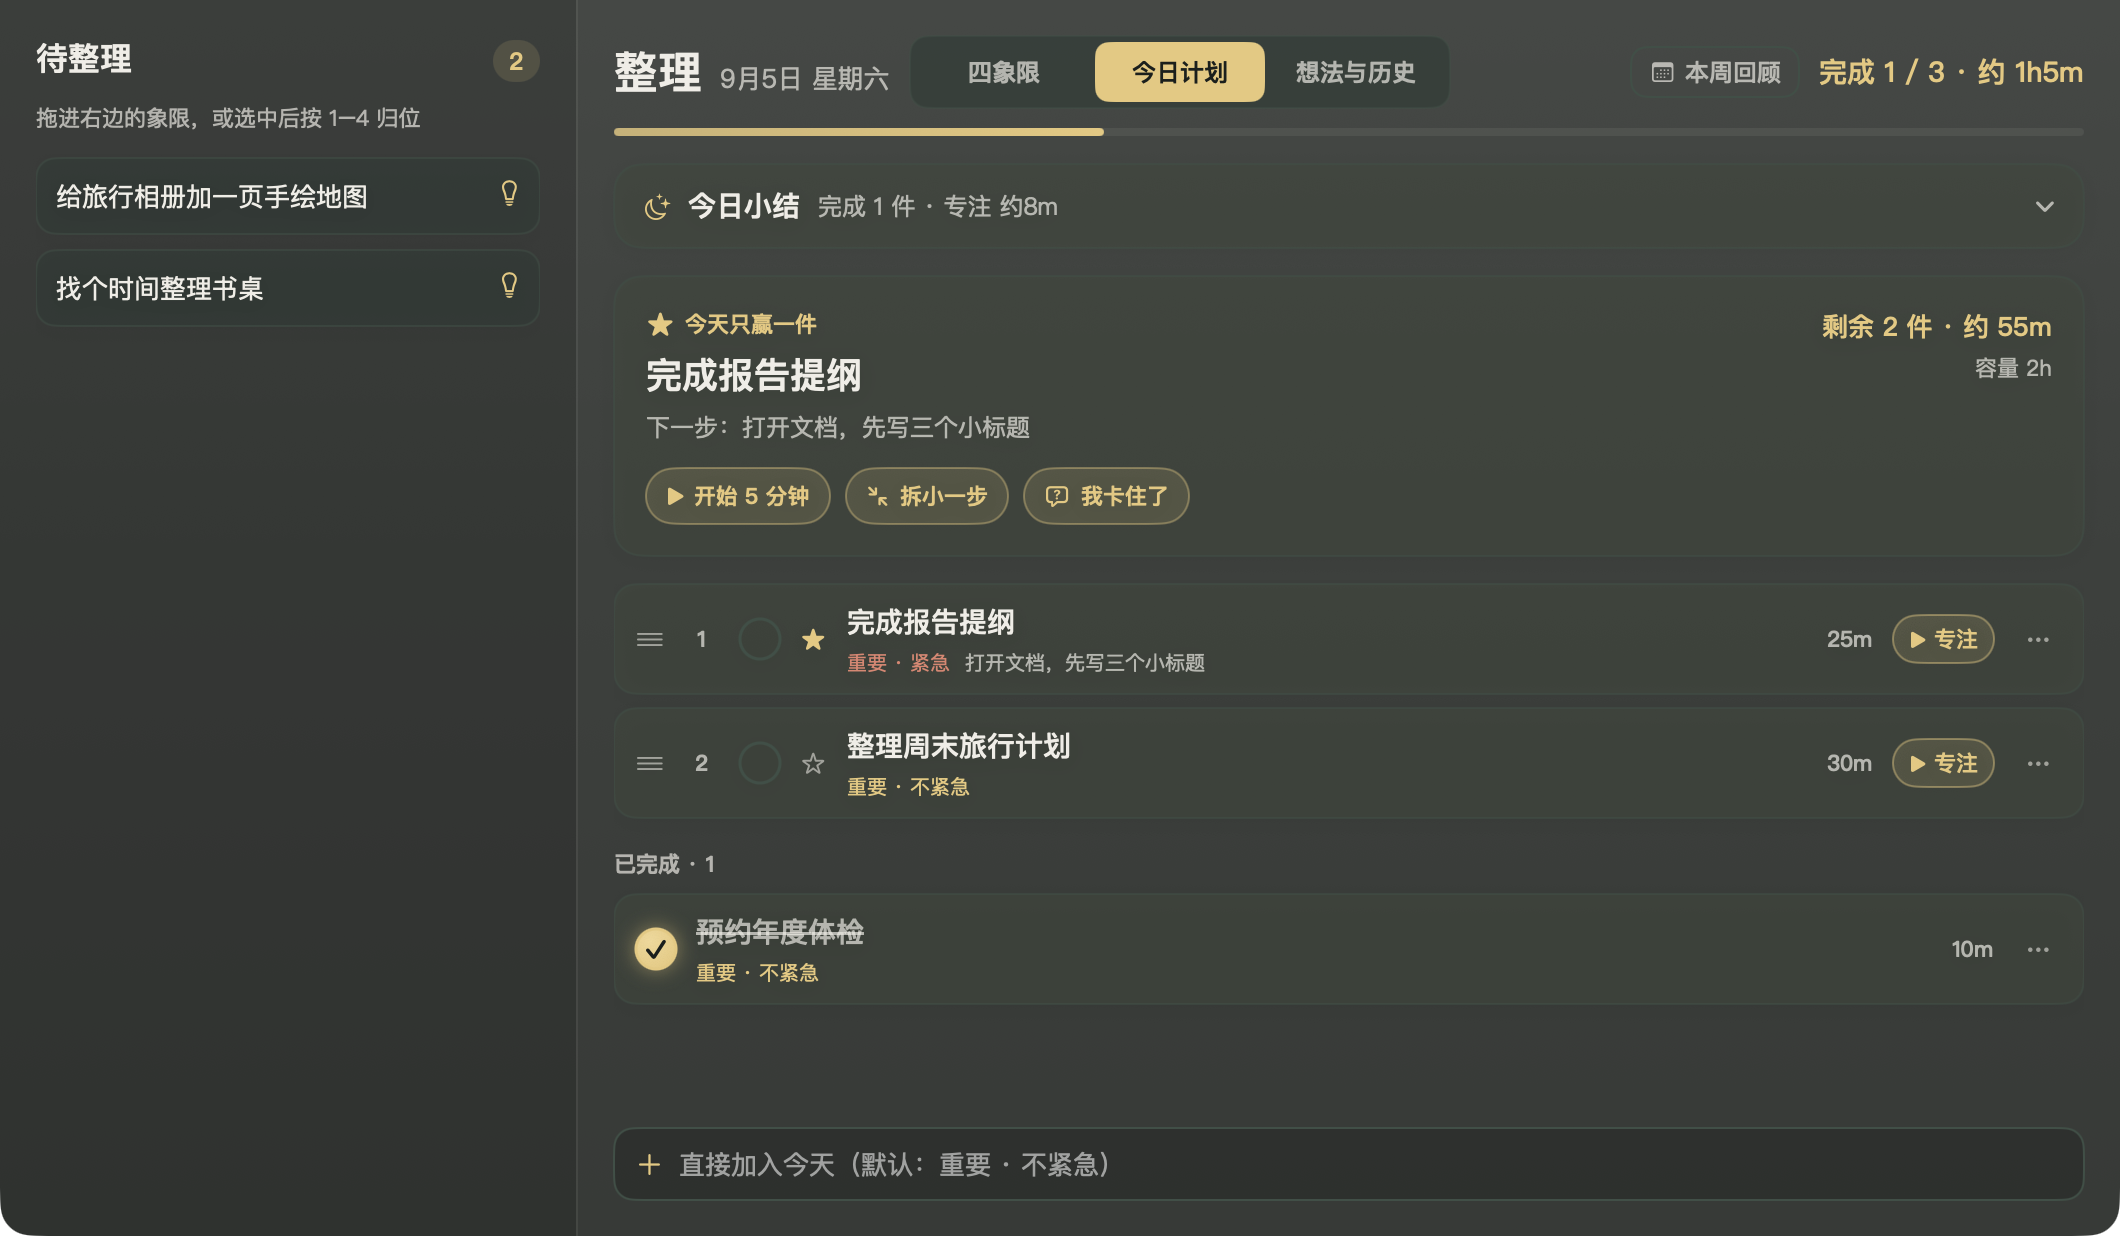 待整理
2
拖进右边的象限，或选中后按 1–4 归位
给旅行相册加一页手绘地图
找个时间整理书桌
整理 9月5日 星期六
四象限
今日计划
想法与历史
本周回顾
完成 1 / 3 · 约 1h5m
今日小结 完成 1 件 · 专注 约8m
今天只赢一件
完成报告提纲
下一步：打开文档，先写三个小标题
剩余 2 件 · 约 55m
容量 2h
开始 5 分钟
拆小一步
我卡住了
1
完成报告提纲
重要 · 紧急 打开文档，先写三个小标题
25m
专注
2
整理周末旅行计划
重要 · 不紧急
30m
专注
已完成 · 1
预约年度体检
重要 · 不紧急
10m
直接加入今天（默认：重要 · 不紧急）